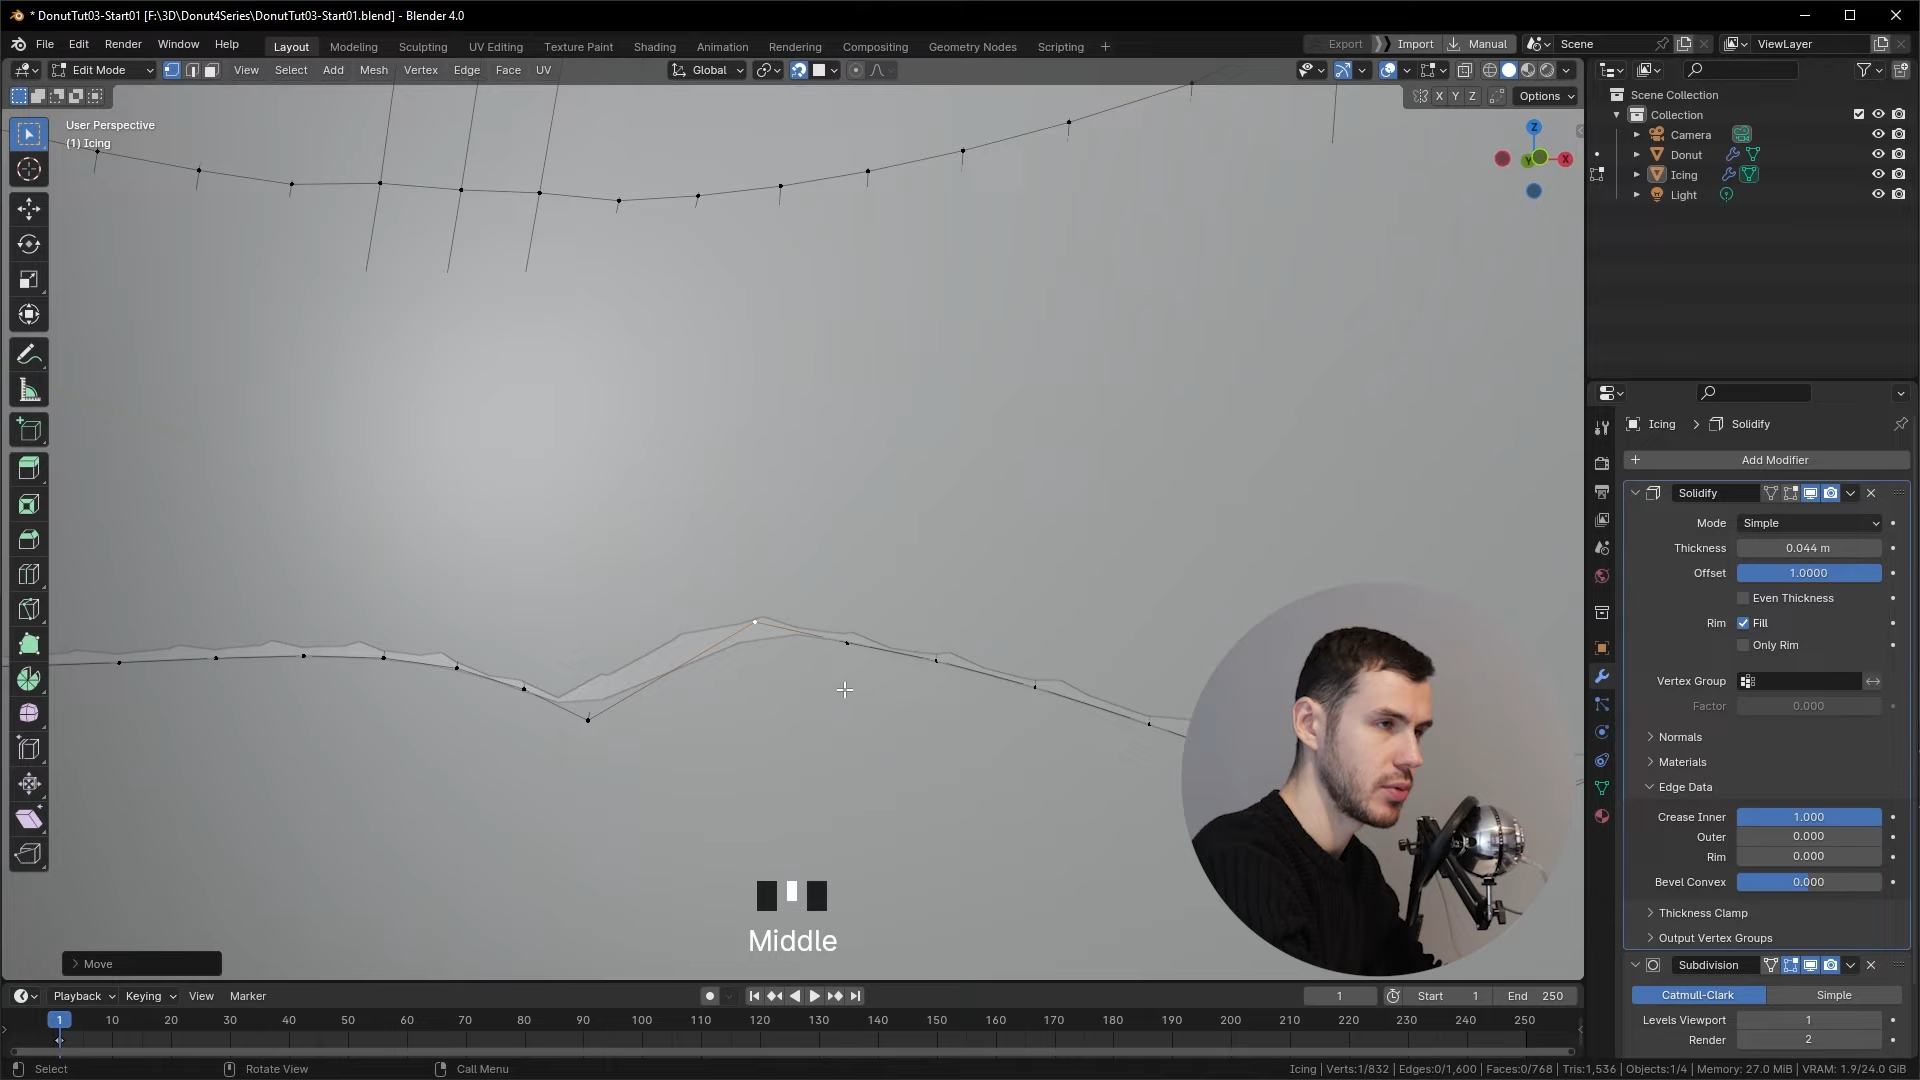 * DonutTut03-Start01 [F:\3D\Donut4Series\DonutTut03-Start01.blend] - Blender 4.0
File Edit Render Window Help Layout Modeling Sculpting UV Editing Texture Paint Shading Animation Rendering Compositing Geometry Nodes Scripting + Export Import Manual Scene ViewLayer
Edit Mode View Select Add Mesh Vertex Edge Face UV Global
X Y Z Options
User Perspective
(1) Icing
Z
Y X
Scene Collection
Collection
Camera
Donut
Icing
Light
Icing > Solidify
+ Add Modifier
Solidify
Mode Simple
Thickness 0.044 m
Offset 1.0000
Even Thickness
Rim Fill
Only Rim
Vertex Group
Factor 0.000
Normals
Materials
Edge Data
Crease Inner 1.000
Outer 0.000
Rim 0.000
Bevel Convex 0.000
Thickness Clamp
Output Vertex Groups
Subdivision
Catmull-Clark Simple
Levels Viewport 1
Render 2
Middle
> Move
Playback Keying View Marker 1 Start 1 End 250
1 10 20 30 40 50 60 70 80 90 100 110 120 130 140 150 160 170 180 190 200 210 220 230 240 250
Select Rotate View Call Menu Icing | Verts:1/832 | Edges:0/1,600 | Faces:0/768 | Tris:1,536 | Objects:1/4 | Memory: 27.0 MiB | VRAM: 1.9/24.0 GiB